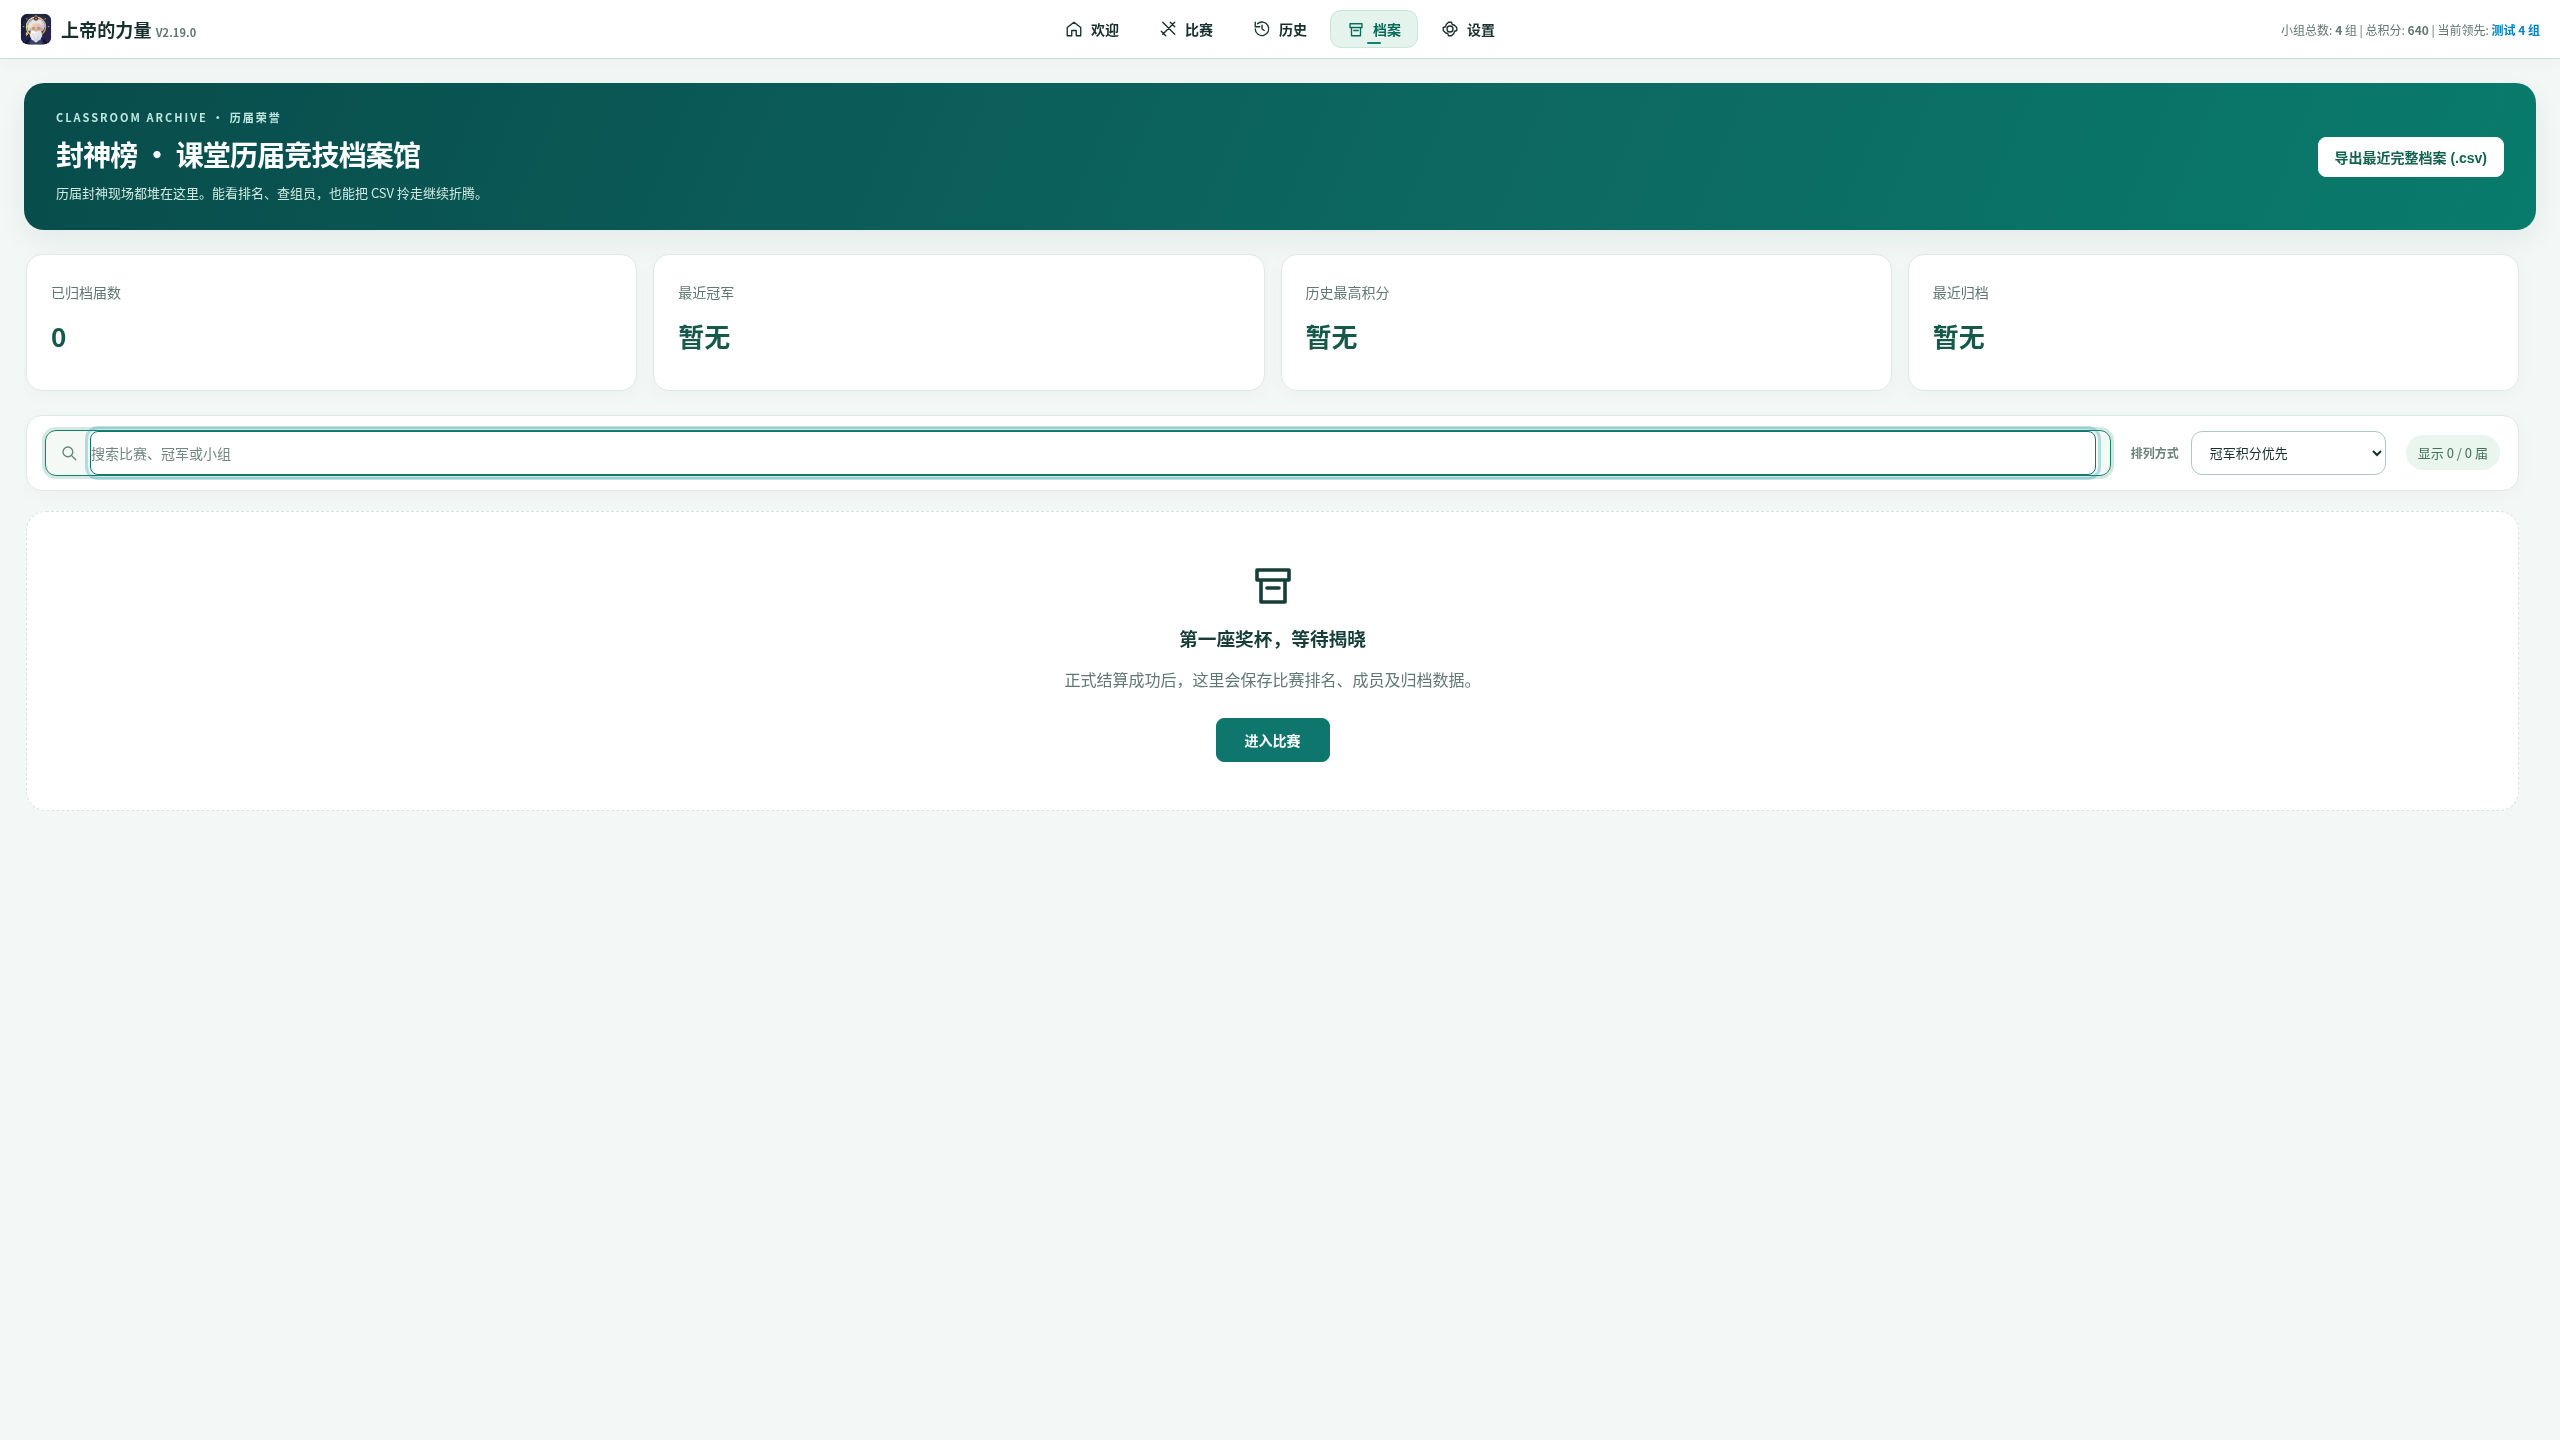 上帝的力量 V2.19.0
欢迎
比赛
历史
档案
设置
小组总数: 4 组 | 总积分: 640 | 当前领先: 测试 4 组
CLASSROOM ARCHIVE · 历届荣誉
封神榜 · 课堂历届竞技档案馆
历届封神现场都堆在这里。能看排名、查组员，也能把 CSV 拎走继续折腾。
导出最近完整档案 (.csv)
已归档届数
0
最近冠军
暂无
历史最高积分
暂无
最近归档
暂无
搜索比赛、冠军或小组
排列方式
冠军积分优先
显示 0 / 0 届
第一座奖杯，等待揭晓
正式结算成功后，这里会保存比赛排名、成员及归档数据。
进入比赛